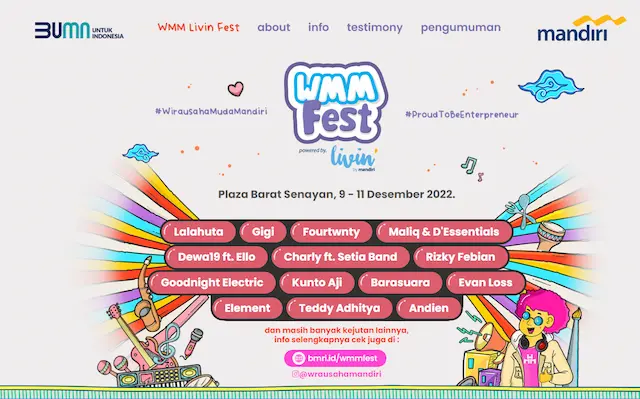 BUMN UNTUK INDONESIA
WMM Livin Fest about info testimony pengumuman
mandiri
WMM Fest
#WirausahaMudaMandiri
#ProudToBeEnterpreneur
powered by.
livin'
by mandiri
Plaza Barat Senayan, 9 - 11 Desember 2022.
Lalahuta Gigi Fourtwnty Maliq & D'Essentials
Dewa19 ft. Ello Charly ft. Setia Band Rizky Febian
Goodnight Electric Kunto Aji Barasuara Evan Loss
Element Teddy Adhitya Andien
dan masih banyak kejutan lainnya,
info selengkapnya cek juga di :
bmri.id/wmmfest
@wrausahamandiri